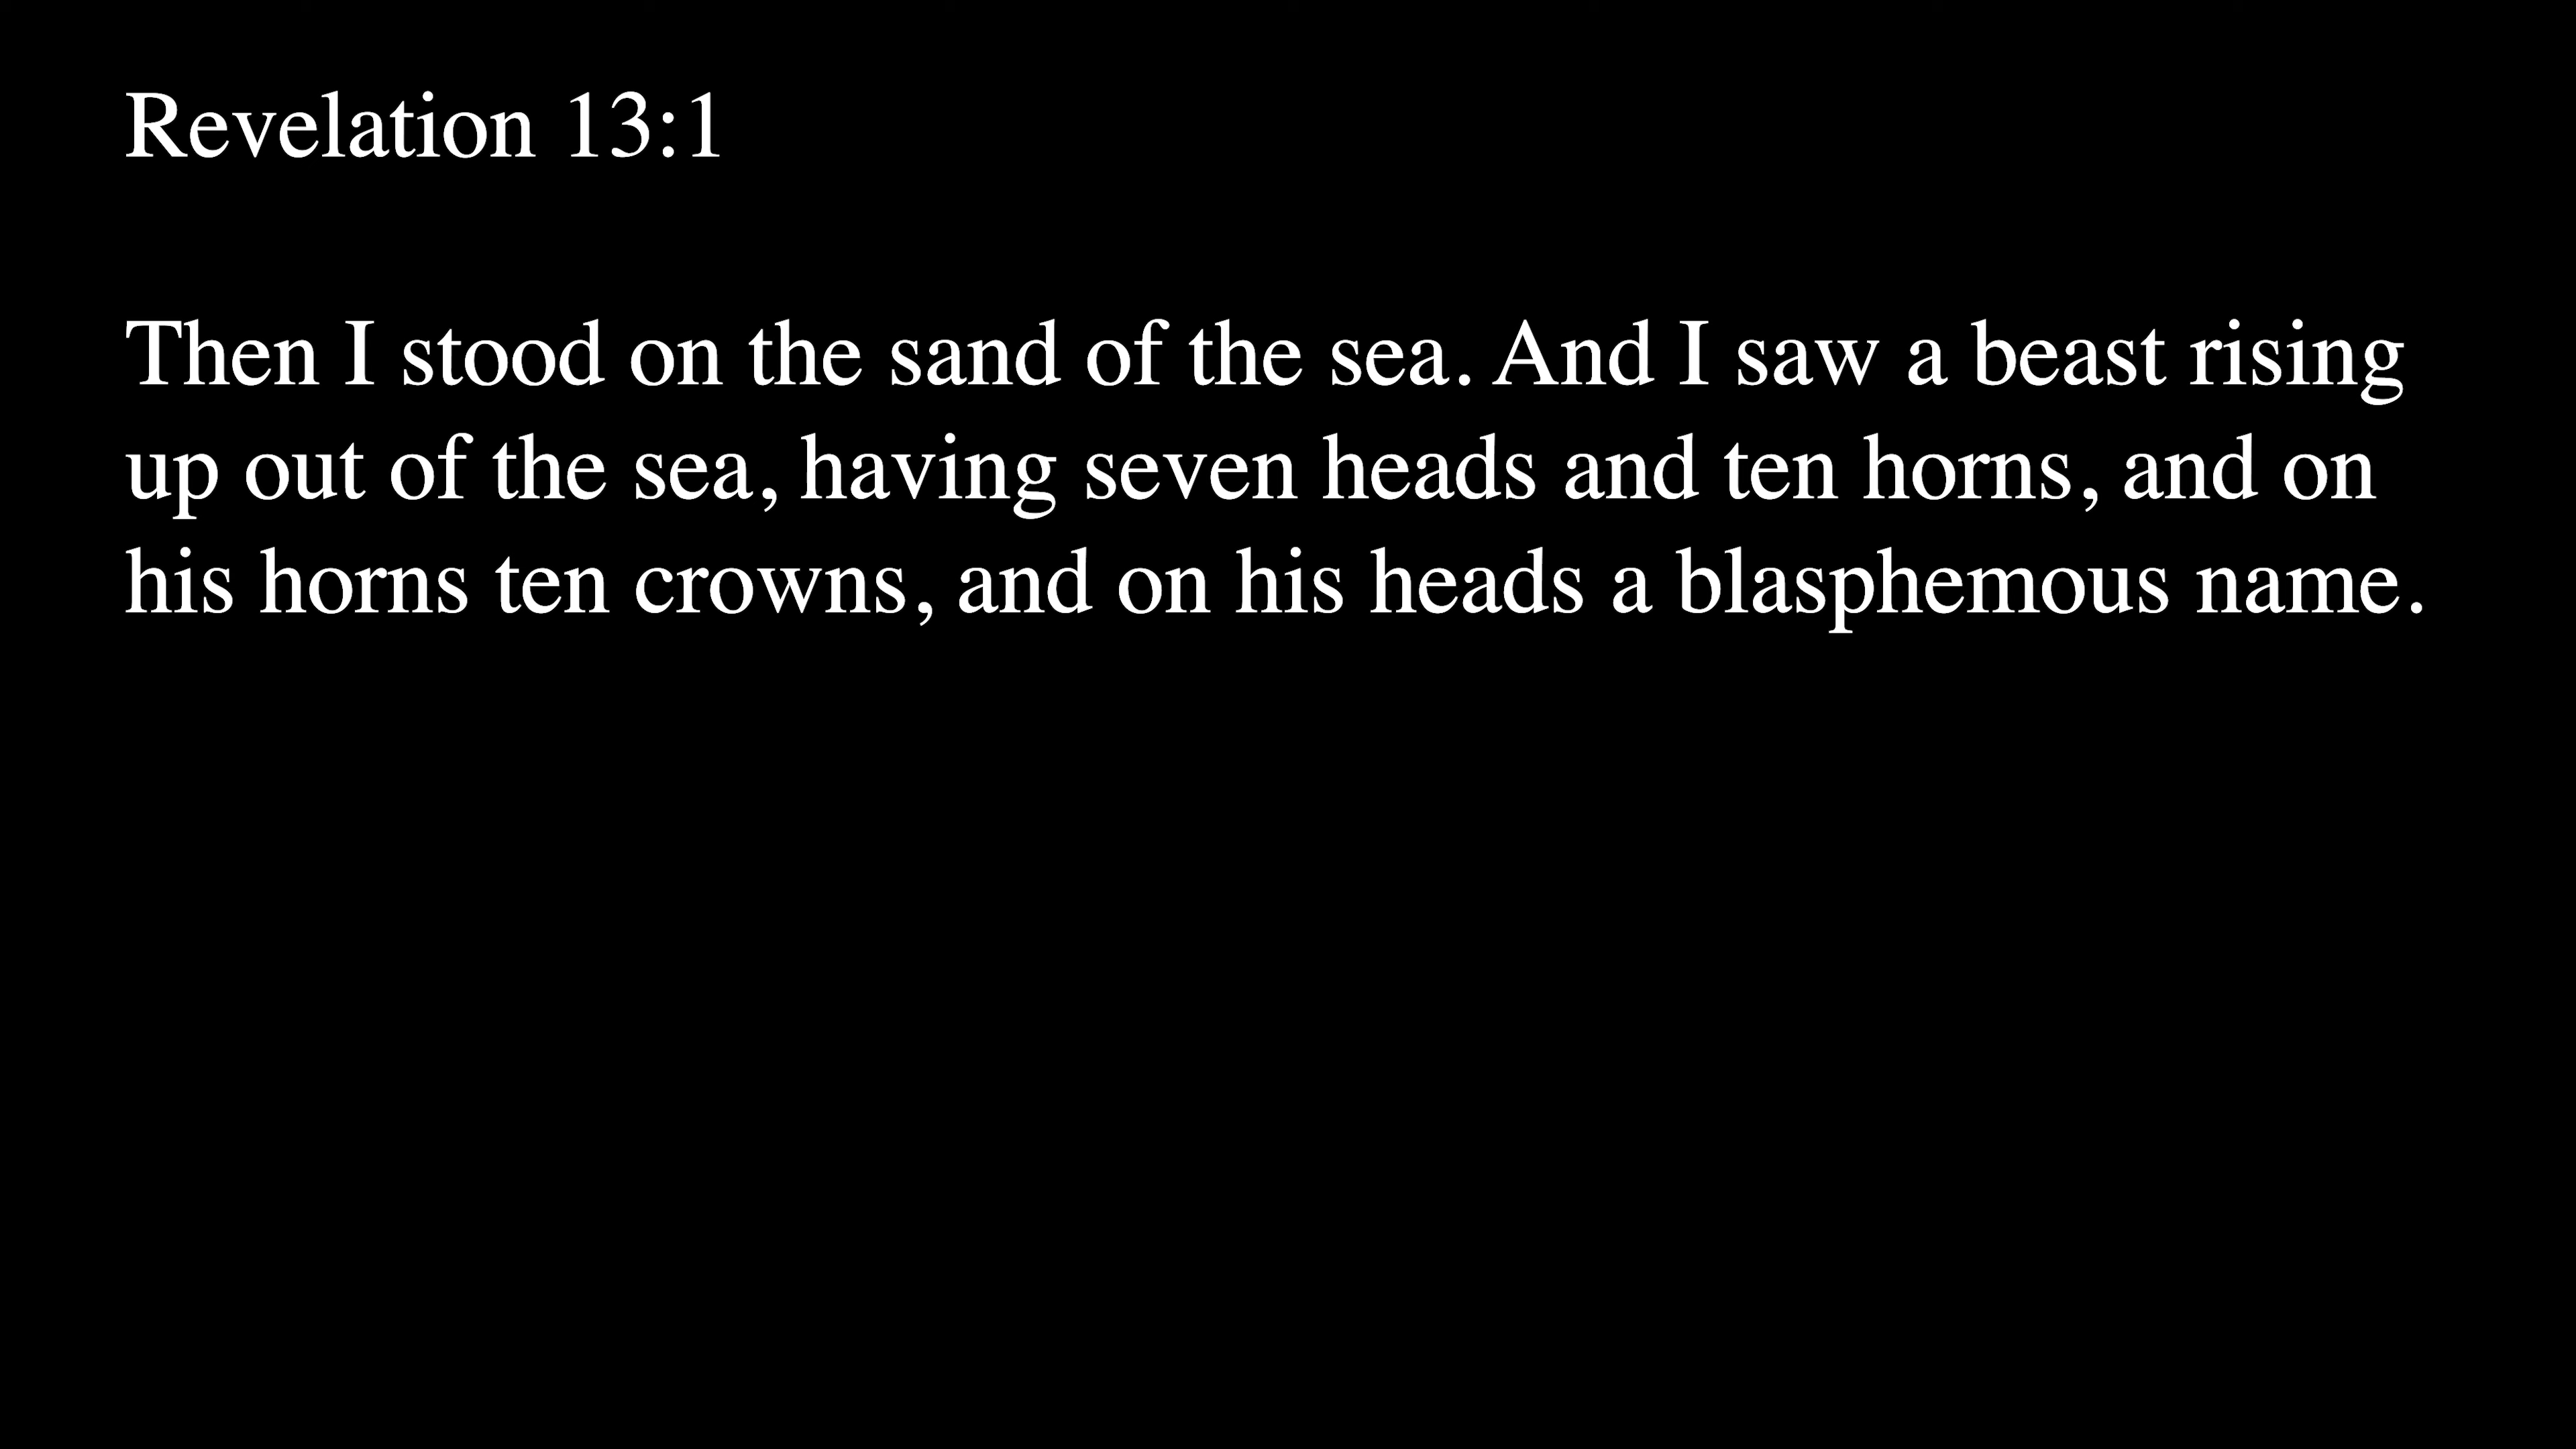 Revelation 13:1
Then I stood on the sand of the sea. And I saw a beast rising
up out of the sea, having seven heads and ten horns, and on
his horns ten crowns, and on his heads a blasphemous name.